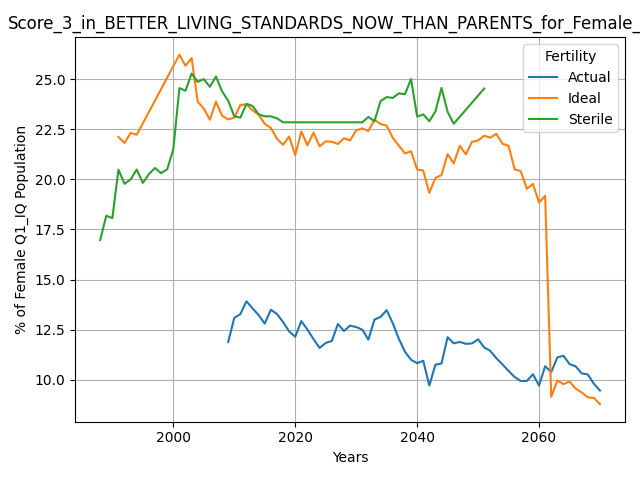 Score_3_in_BETTER_LIVING_STANDARDS_NOW_THAN_PARENTS_for_Female_
Fertility
Actual
Ideal
Sterile
% of Female Q1_IQ Population
25.0
22.5
20.0
17.5
15.0
12.5
10.0
2000
2020
2040
2060
Years